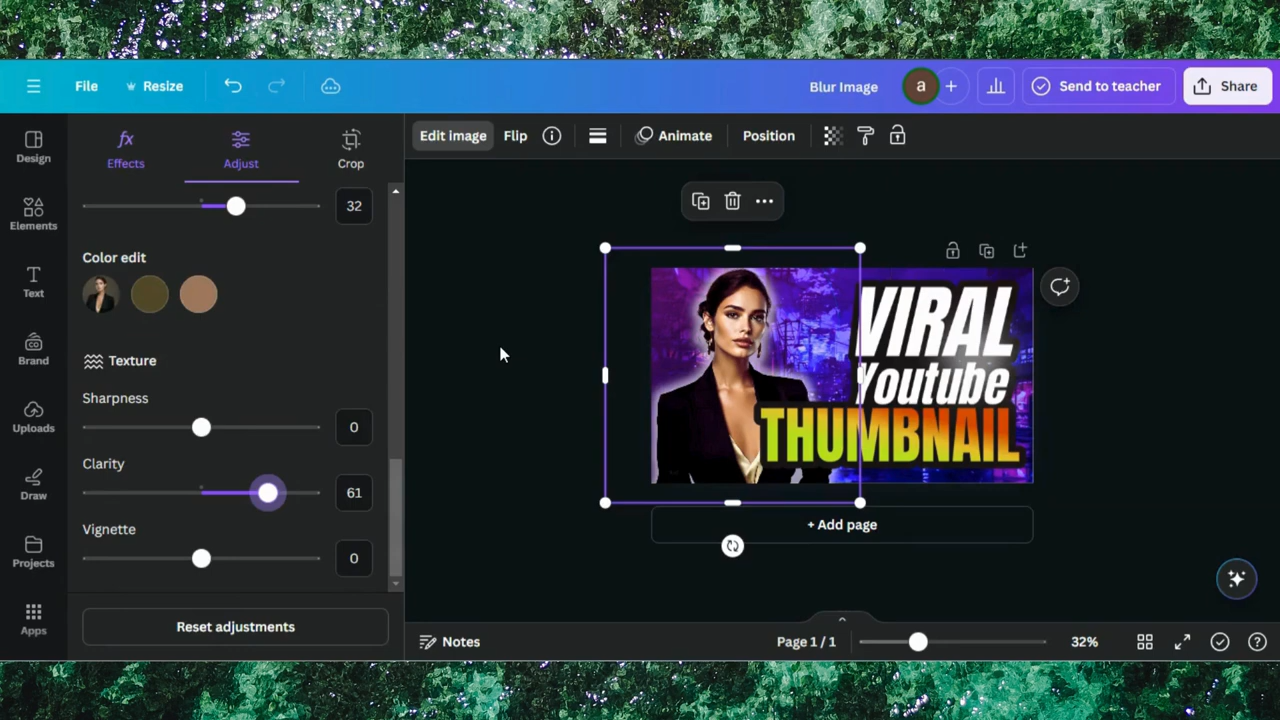 File
Resize
Blur Image
a
Send to teacher
Share
Design
Elements
Text
Brand
Uploads
Draw
Projects
Apps
fx
Effects
Adjust
Crop
32
Color edit
Texture
Sharpness
0
Clarity
61
Vignette
0
Reset adjustments
Edit image
Flip
Animate
Position
VIRAL
Youtube
THUMBNAIL
+ Add page
Notes
Page 1 / 1
32%